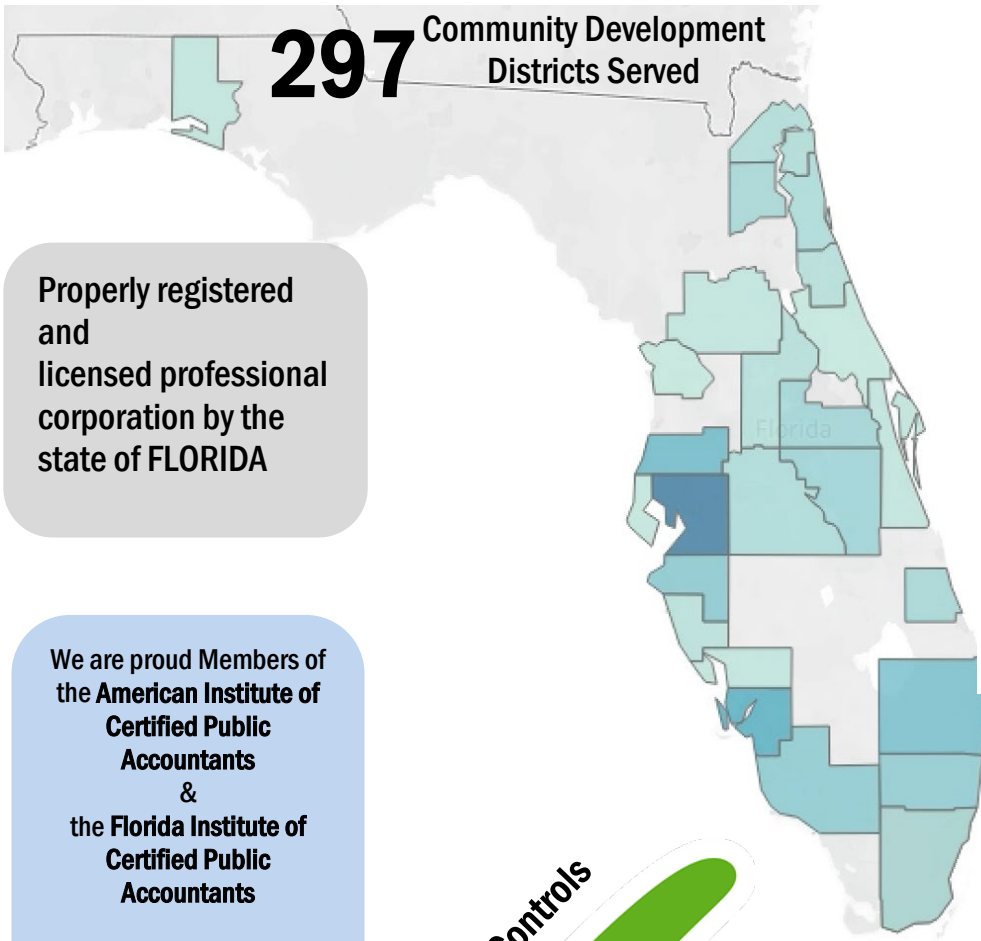 297
Community Development
Districts Served
Properly registered
and
licensed professional
corporation by the
state of FLORIDA
Florida
We are proud Members of
the American Institute of
Certified Public
Accountants
&
the Florida Institute of
Certified Public
Accountants
Controls